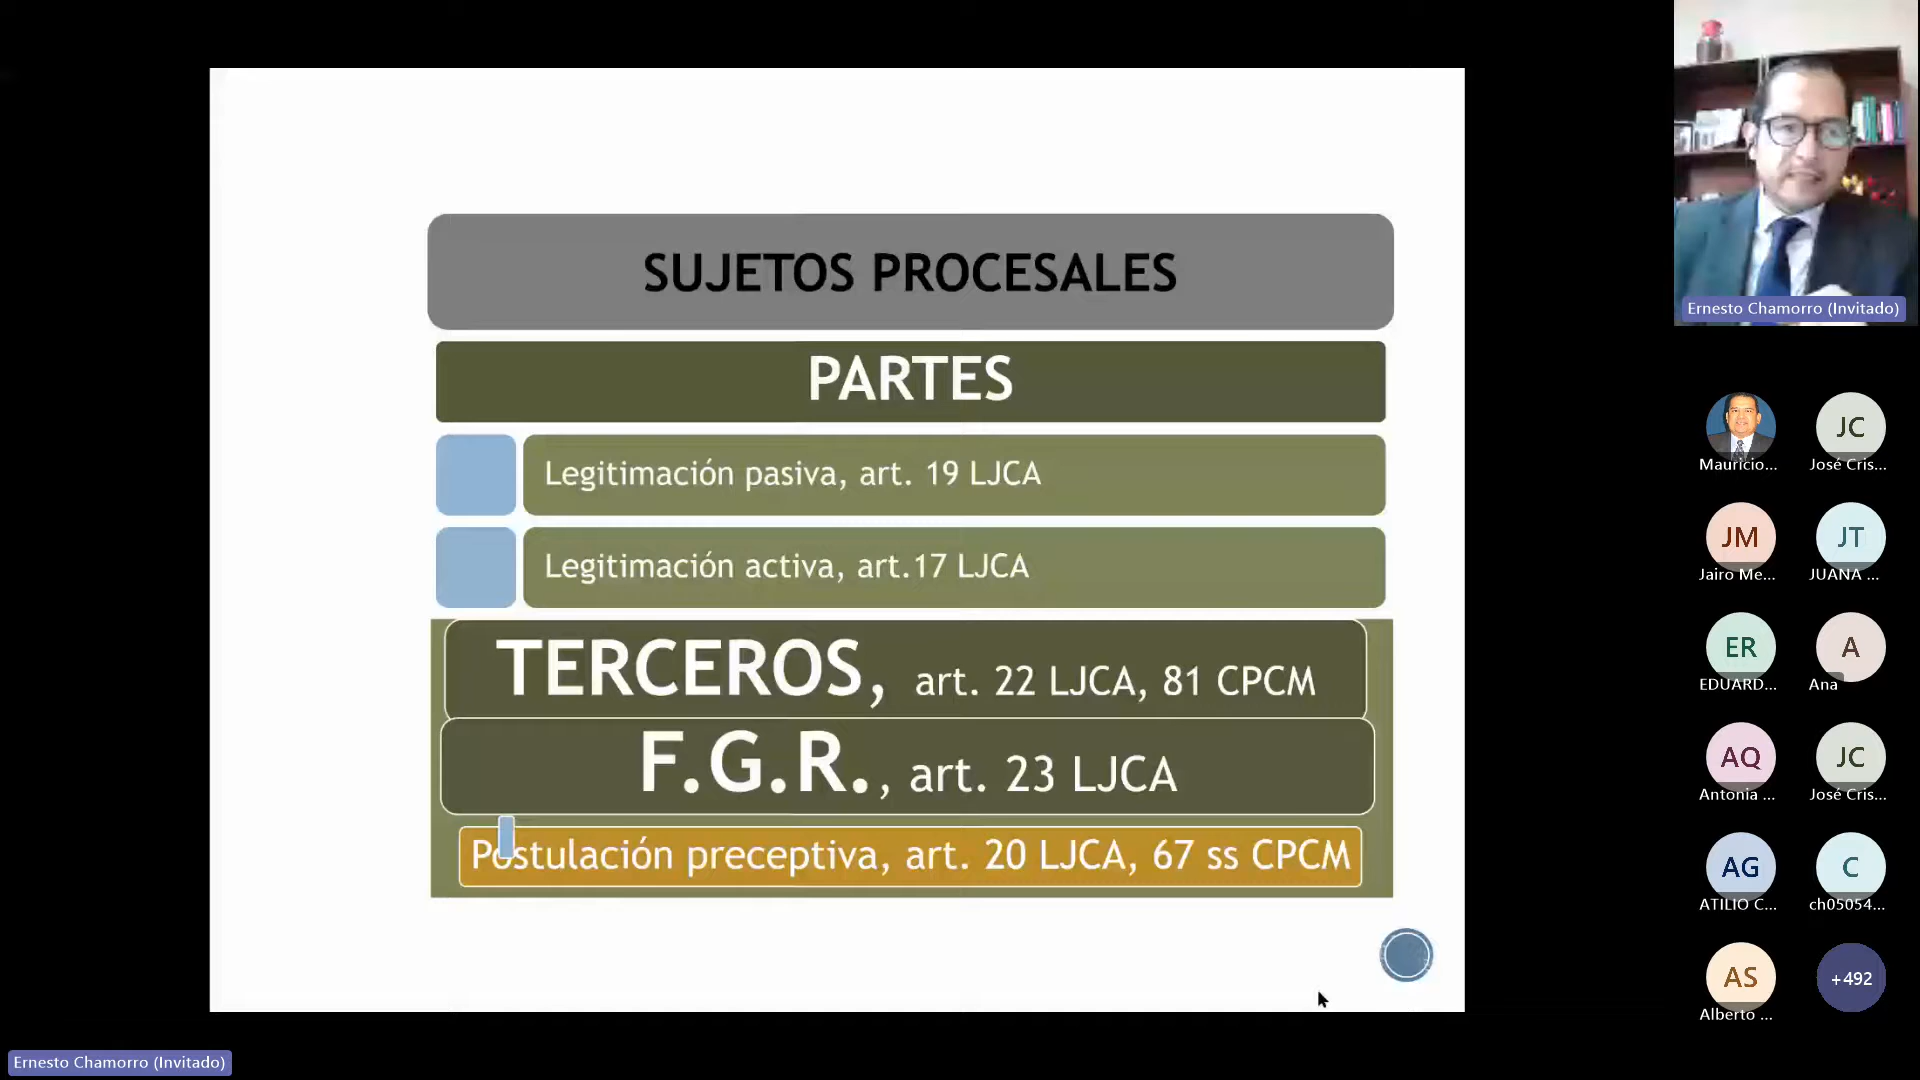 SUJETOS PROCESALES
PARTES
Legitimación pasiva, art. 19 LJCA
Legitimación activa, art.17 LJCA
TERCEROS, art. 22 LJCA, 81 CPCM
F.G.R., art. 23 LJCA
Postulación preceptiva, art. 20 LJCA, 67 ss CPCM
Ernesto Chamorro (Invitado)
Mauricio...
JC
José Cris...
JM
Jairo Me...
JT
JUANA ...
ER
EDUARD...
A
Ana
AQ
Antonia ...
JC
José Cris...
AG
ATILIO C...
C
ch05054...
AS
Alberto ...
+492
Ernesto Chamorro (Invitado)